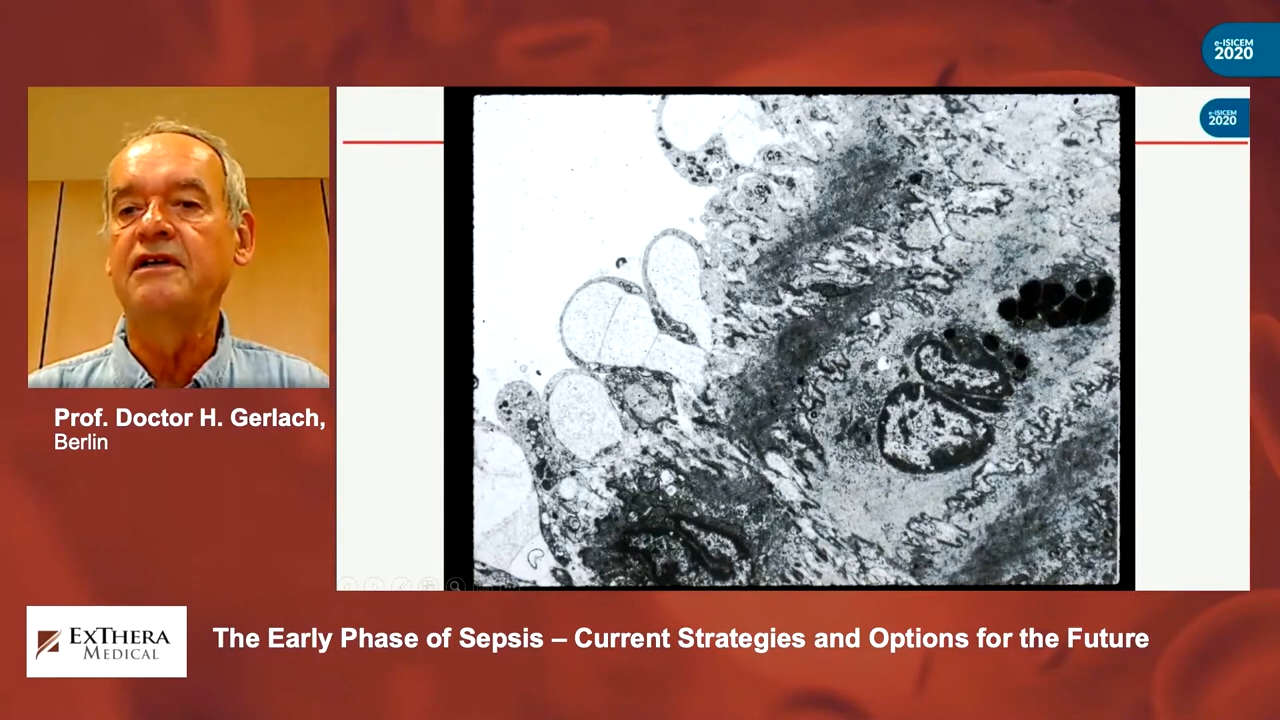 e-ISICEM
2020
e-ISICEM
2020
Prof. Doctor H. Gerlach,
Berlin
EXTHERA
MEDICAL
The Early Phase of Sepsis – Current Strategies and Options for the Future